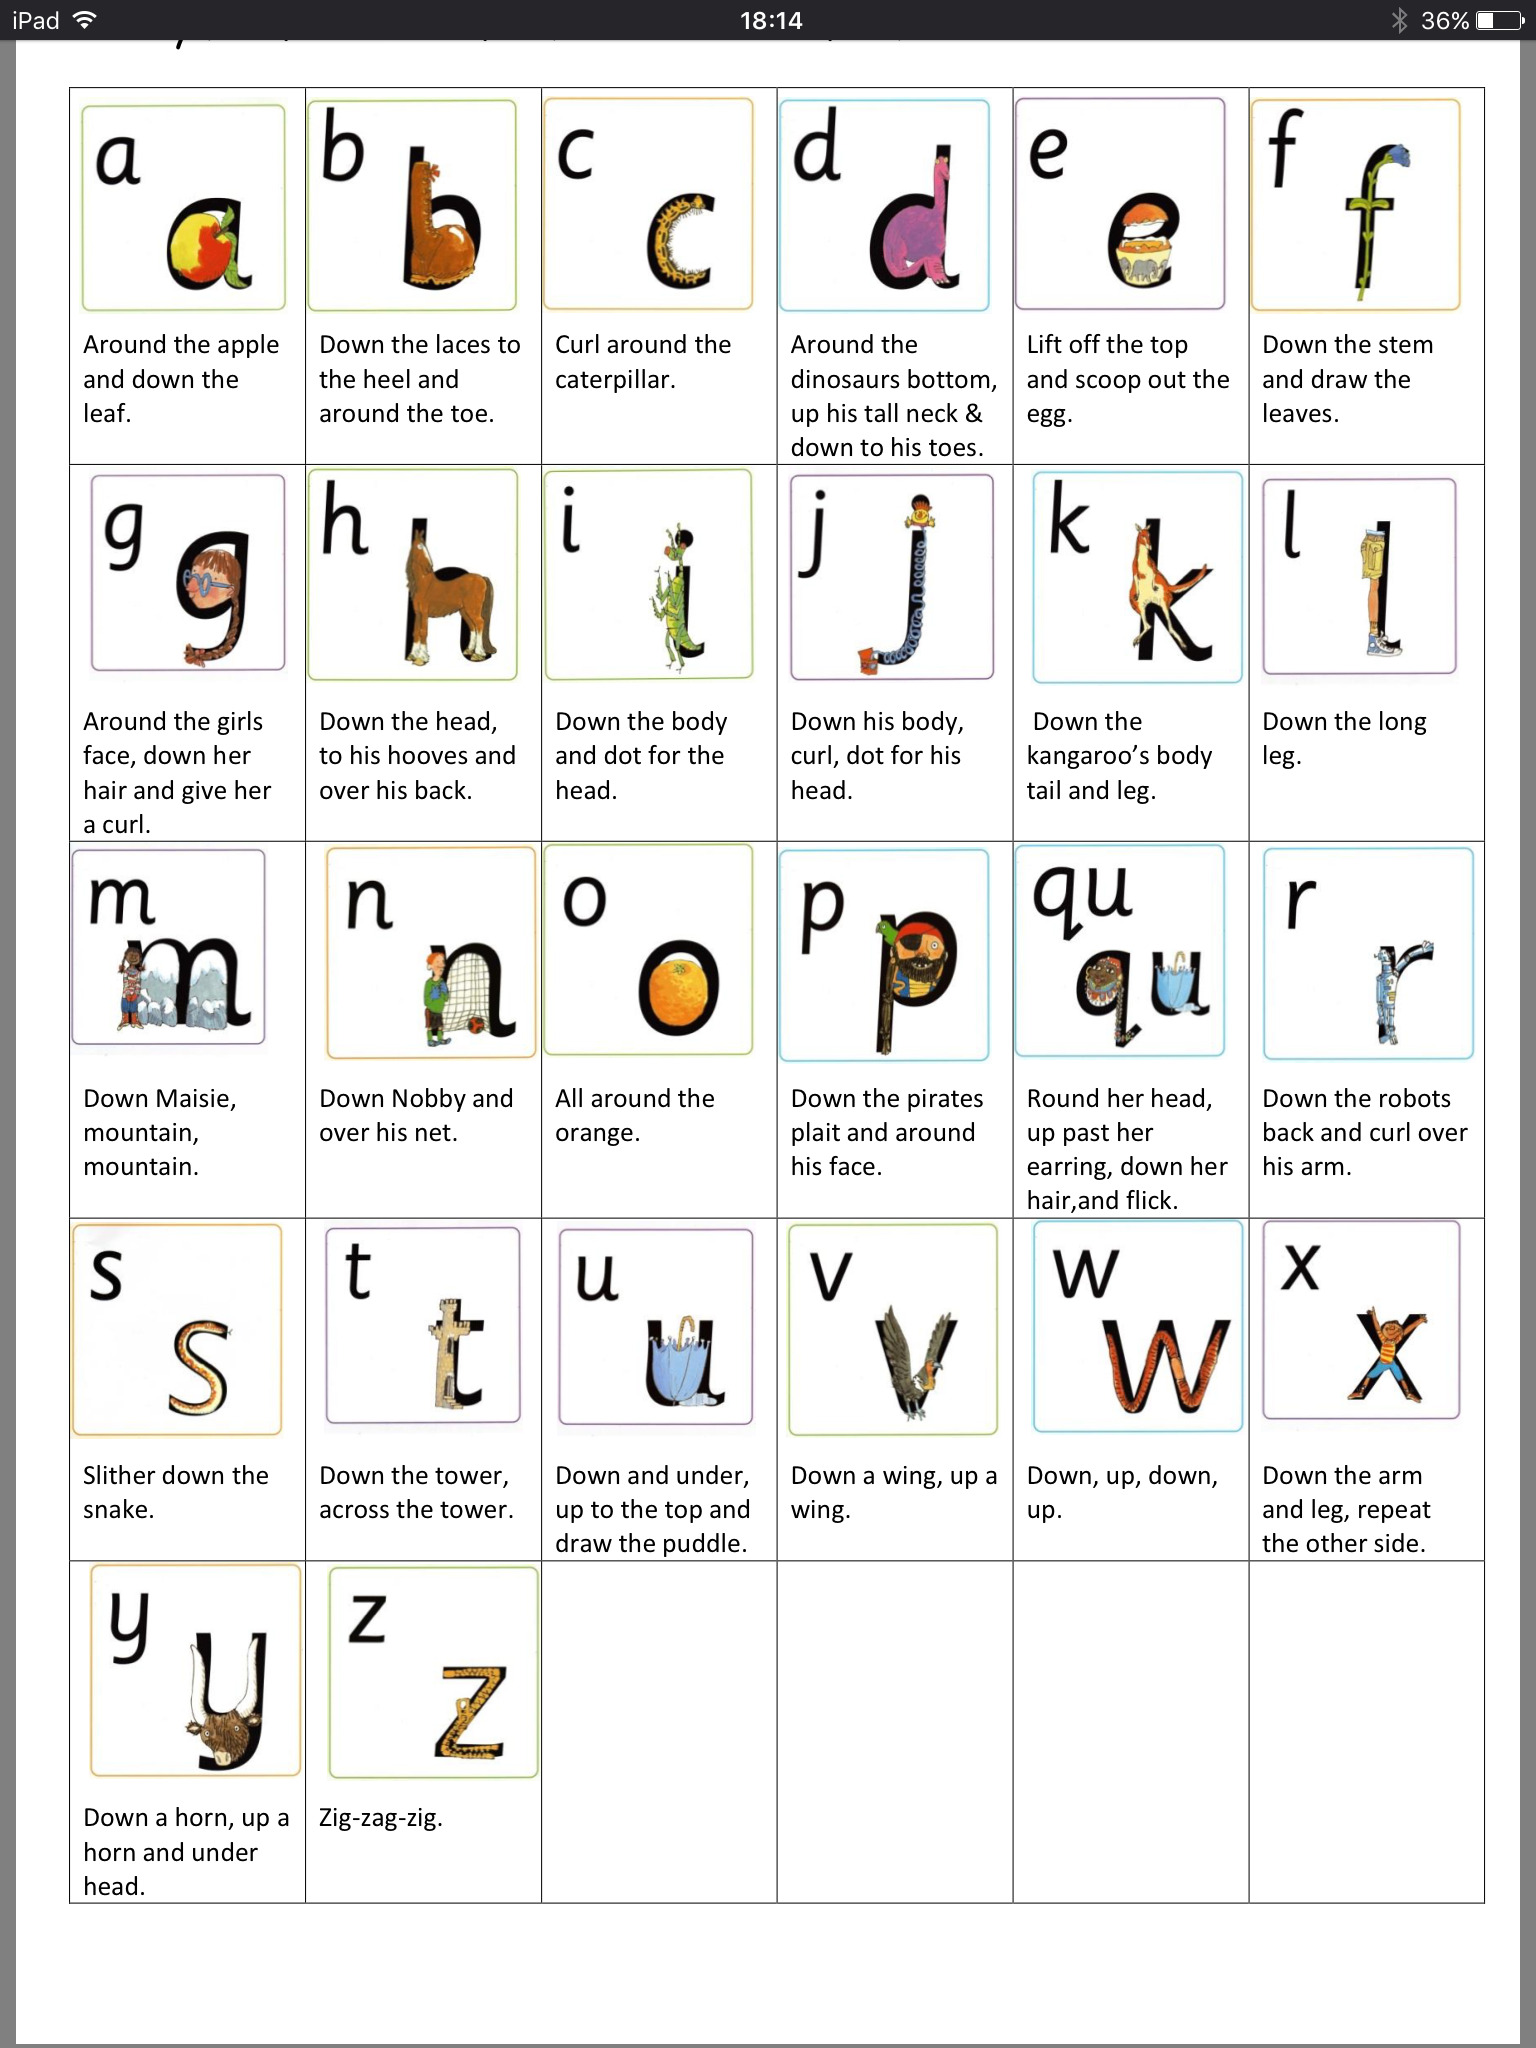 iPad 18:14 36%
a
a
Around the apple
and down the
leaf.
b
b
Down the laces to
the heel and
around the toe.
c
c
Curl around the
caterpillar.
d
d
Around the
dinosaurs bottom,
up his tall neck &
down to his toes.
e
e
Lift off the top
and scoop out the
egg.
f
f
Down the stem
and draw the
leaves.
g
g
Around the girls
face, down her
hair and give her
a curl.
h
h
Down the head,
to his hooves and
over his back.
i
i
Down the body
and dot for the
head.
j
j
Down his body,
curl, dot for his
head.
k
k
Down the
kangaroo’s body
tail and leg.
l
l
Down the long
leg.
m
m
Down Maisie,
mountain,
mountain.
n
n
Down Nobby and
over his net.
o
o
All around the
orange.
p
p
Down the pirates
plait and around
his face.
qu
qu
Round her head,
up past her
earring, down her
hair,and flick.
r
r
Down the robots
back and curl over
his arm.
s
s
Slither down the
snake.
t
t
Down the tower,
across the tower.
u
u
Down and under,
up to the top and
draw the puddle.
v
v
Down a wing, up a
wing.
w
w
Down, up, down,
up.
x
x
Down the arm
and leg, repeat
the other side.
y
y
Down a horn, up a
horn and under
head.
z
z
Zig-zag-zig.